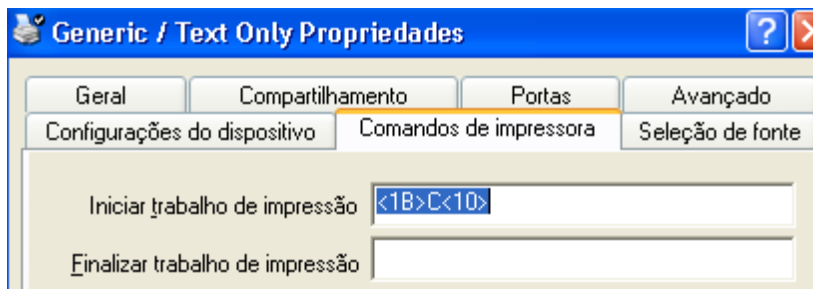 Generic / Text Only Propriedades
Geral Compartilhamento Portas Avançado
Configurações do dispositivo Comandos de impressora Seleção de fonte
Iniciar trabalho de impressão <1B>C<10>
Finalizar trabalho de impressão